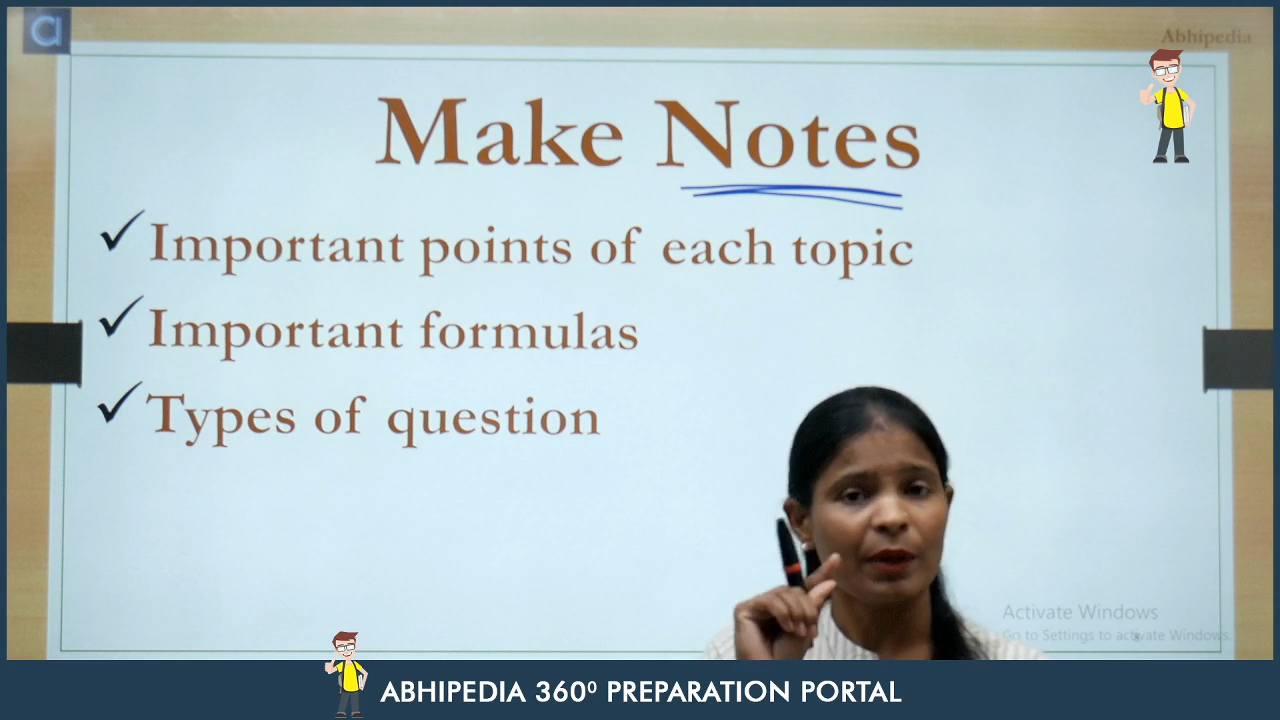 Abhipedia
Make Notes
Important points of each topic
Important formulas
Types of question
Activate Windows
Go to Settings to activate Windows.
ABHIPEDIA 360⁰ PREPARATION PORTAL